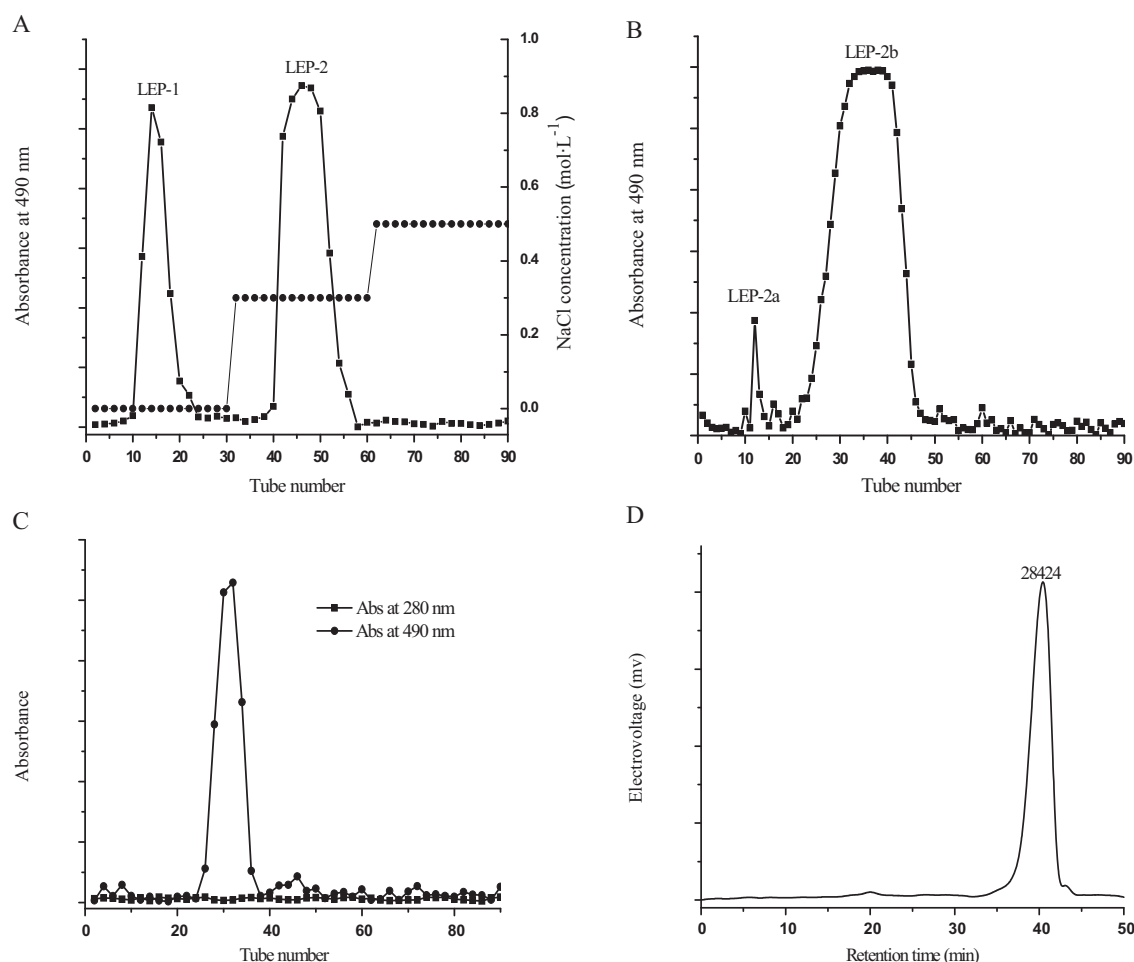 A
LEP-1
LEP-2
Absorbance at 490 nm
NaCl concentration (mol·L⁻¹)
1.0
0.8
0.6
0.4
0.2
0.0
0 10 20 30 40 50 60 70 80 90
Tube number
B
LEP-2b
LEP-2a
Absorbance at 490 nm
0 10 20 30 40 50 60 70 80 90
Tube number
C
Abs at 280 nm
Abs at 490 nm
Absorbance
0 20 40 60 80
Tube number
D
28424
Electrovoltage (mv)
0 10 20 30 40 50
Retention time (min)